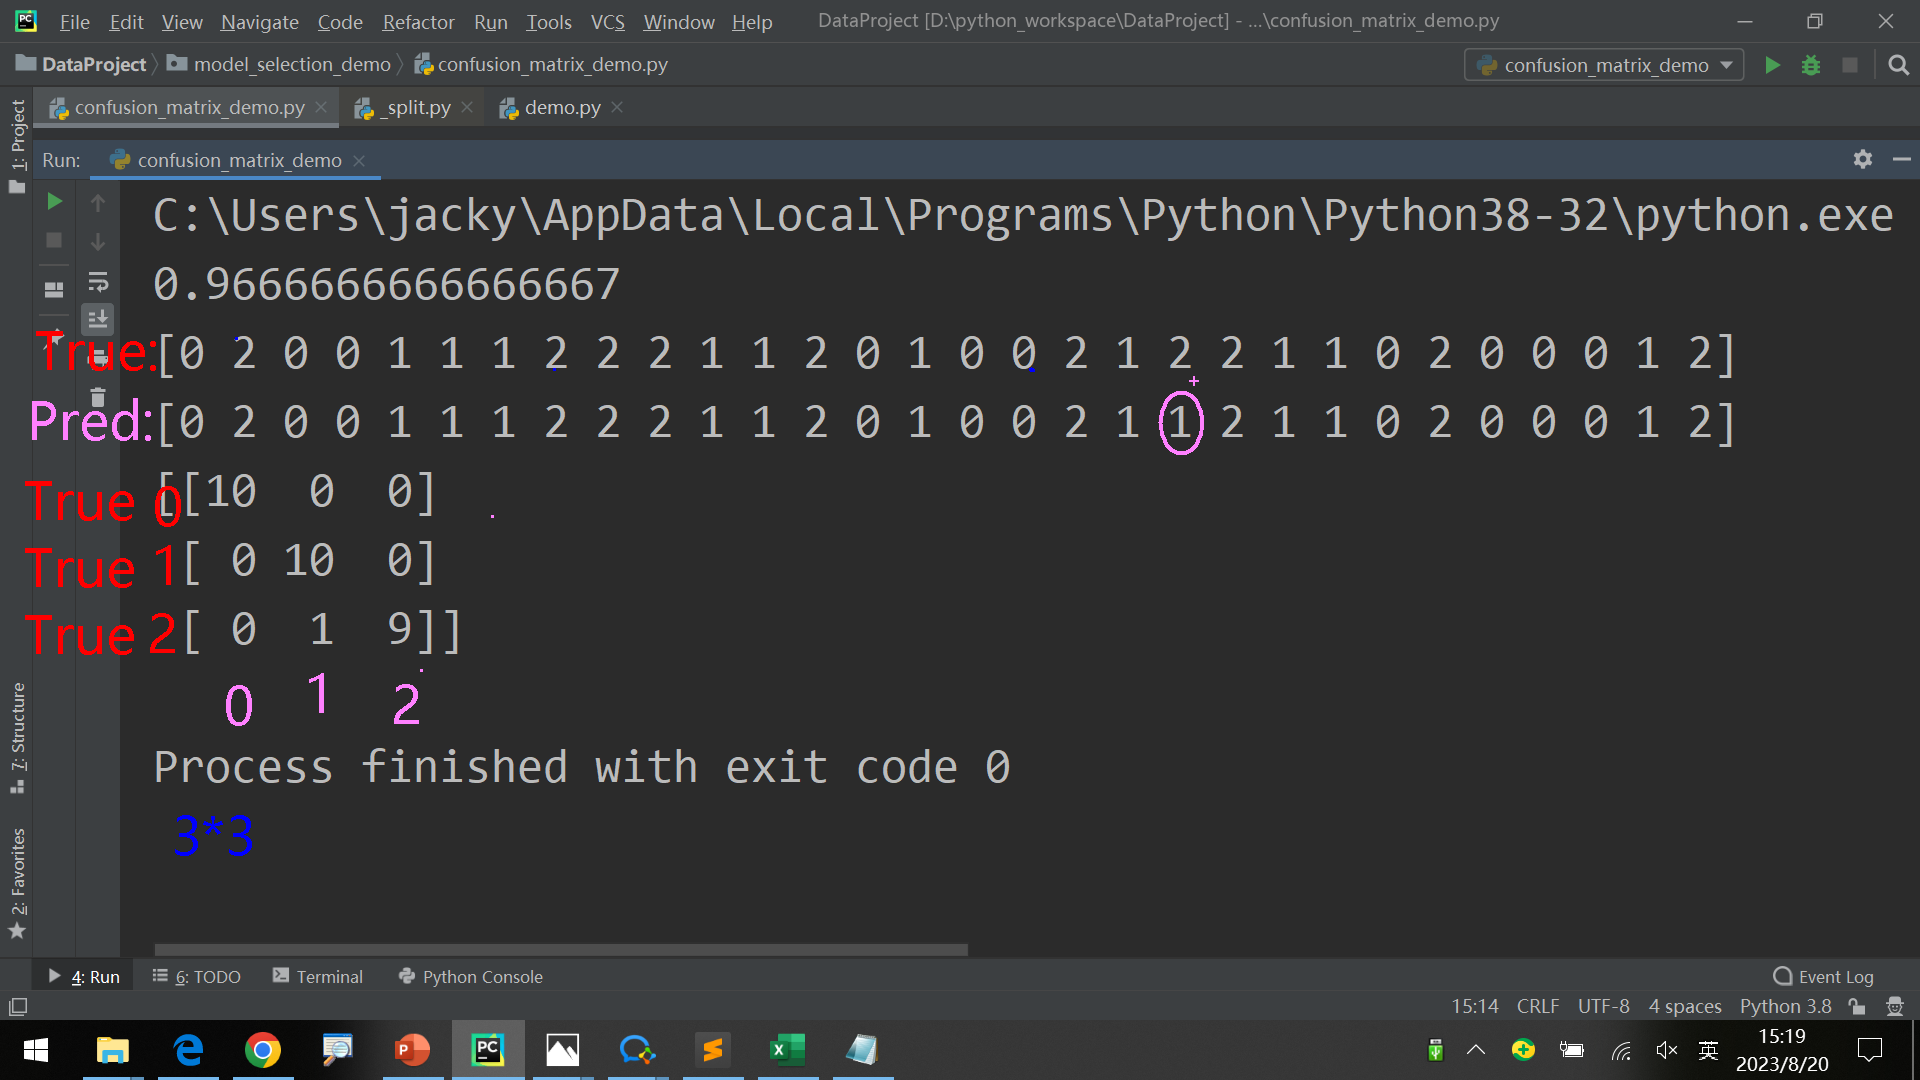 File Edit View Navigate Code Refactor Run Tools VCS Window Help DataProject [D:\python_workspace\DataProject] - ...\confusion_matrix_demo.py
DataProject model_selection_demo confusion_matrix_demo.py confusion_matrix_demo
confusion_matrix_demo.py _split.py demo.py
1: Project
Run: confusion_matrix_demo
C:\Users\jacky\AppData\Local\Programs\Python\Python38-32\python.exe
0.9666666666666667
True:[0 2 0 0 1 1 1 2 2 2 1 1 2 0 1 0 0 2 1 2 2 1 1 0 2 0 0 0 1 2]
Pred:[0 2 0 0 1 1 1 2 2 2 1 1 2 0 1 0 0 2 1 1 2 1 1 0 2 0 0 0 1 2]
True 0 [[10 0 0]
True 1 [ 0 10 0]
True 2 [ 0 1 9]]
0 1 2
Process finished with exit code 0
3*3
7: Structure
2: Favorites
4: Run 6: TODO Terminal Python Console Event Log
15:14 CRLF UTF-8 4 spaces Python 3.8
英 15:19
2023/8/20